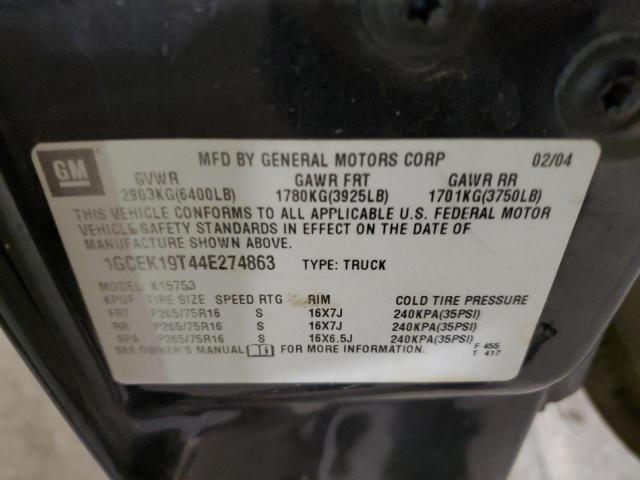 GM
MFD BY GENERAL MOTORS CORP 02/04
GVWR GAWR FRT GAWR RR
2903KG(6400LB) 1780KG(3925LB) 1701KG(3750LB)
THIS VEHICLE CONFORMS TO ALL APPLICABLE U.S. FEDERAL MOTOR
VEHICLE SAFETY STANDARDS IN EFFECT ON THE DATE OF
MANUFACTURE SHOWN ABOVE.
1GCEK19T44E274863 TYPE: TRUCK
MODEL: K15753
KPUF TIRE SIZE SPEED RTG RIM COLD TIRE PRESSURE
FRT P265/75R16 S 16X7J 240KPA(35PSI)
RR P265/75R16 S 16X7J 240KPA(35PSI)
SPA P265/75R16 S 16X6.5J 240KPA(35PSI)
SEE OWNER'S MANUAL FOR MORE INFORMATION. F 455
T 417